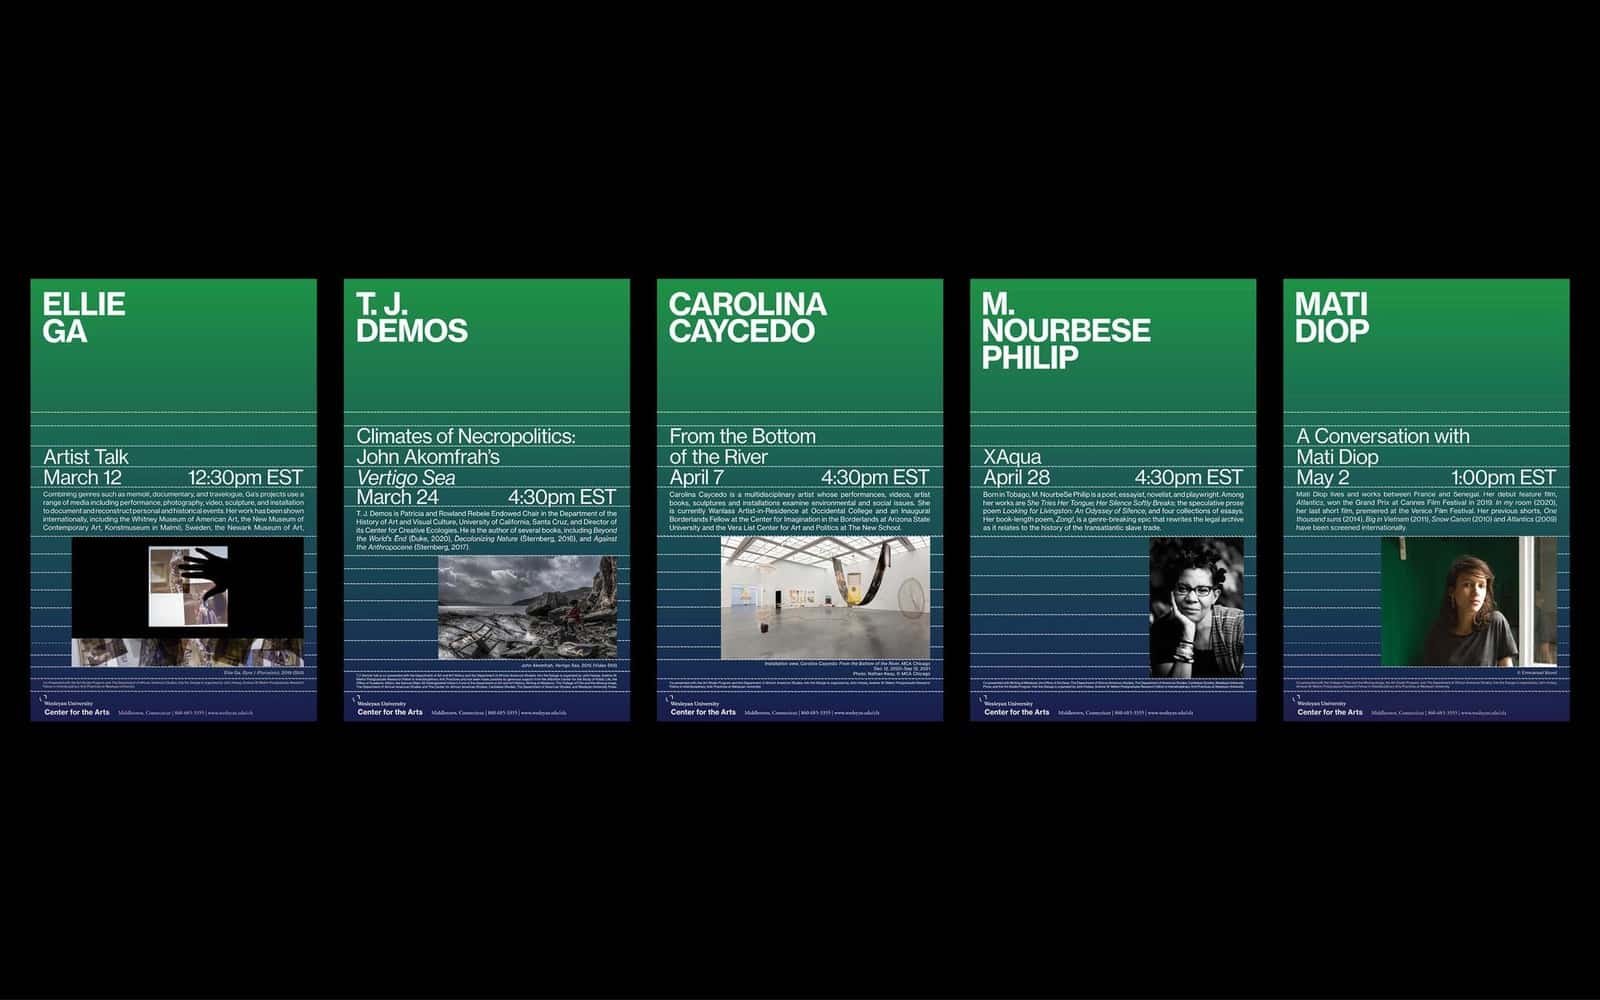 ELLIE
GA
Artist Talk
March 12 12:30pm EST
Combining genres such as memoir, documentary, and travelogue, Ga's projects use a
range of media including performance, photography, video, sculpture, and installation
to document and reconstruct personal and historical events. Her work has been shown
internationally, including the Whitney Museum of American Art, the New Museum of
Contemporary Art, Konstmuseum in Malmö, Sweden, the Newark Museum of Art,
Wesleyan University
Center for the Arts Middletown, Connecticut | 860-685-3355 | www.wesleyan.edu/cfa
T. J.
DEMOS
Climates of Necropolitics:
John Akomfrah's
Vertigo Sea
March 24 4:30pm EST
T. J. Demos is Patricia and Rowland Rebele Endowed Chair in the Department of the
History of Art and Visual Culture, University of California, Santa Cruz, and Director of
its Center for Creative Ecologies. He is the author of several books, including Beyond
the World's End (Duke, 2020), Decolonizing Nature (Sternberg, 2016), and Against
the Anthropocene (Sternberg, 2017).
John Akomfrah, Vertigo Sea, 2015 (Video Still)
Wesleyan University
Center for the Arts Middletown, Connecticut | 860-685-3355 | www.wesleyan.edu/cfa
CAROLINA
CAYCEDO
From the Bottom
of the River
April 7 4:30pm EST
Carolina Caycedo is a multidisciplinary artist whose performances, videos, artist
books, sculptures and installations examine environmental and social issues. She
is currently Wanlass Artist-in-Residence at Occidental College and an Inaugural
Borderlands Fellow at the Center for Imagination in the Borderlands at Arizona State
University and the Vera List Center for Art and Politics at The New School.
Installation view, Carolina Caycedo: From the Bottom of the River, MCA Chicago
Dec 12, 2020–Sep 12, 2021
Photo: Nathan Keay, © MCA Chicago
Wesleyan University
Center for the Arts Middletown, Connecticut | 860-685-3355 | www.wesleyan.edu/cfa
M.
NOURBESE
PHILIP
XAqua
April 28 4:30pm EST
Born in Tobago, M. NourbeSe Philip is a poet, essayist, novelist, and playwright. Among
her works are She Tries Her Tongue; Her Silence Softly Breaks; the speculative prose
poem Looking for Livingston: An Odyssey of Silence; and four collections of essays.
Her book-length poem, Zong!, is a genre-breaking epic that rewrites the legal archive
as it relates to the history of the transatlantic slave trade.
Wesleyan University
Center for the Arts Middletown, Connecticut | 860-685-3355 | www.wesleyan.edu/cfa
MATI
DIOP
A Conversation with
Mati Diop
May 2 1:00pm EST
Mati Diop lives and works between France and Senegal. Her debut feature film,
Atlantics, won the Grand Prix at Cannes Film Festival in 2019. In my room (2020),
her last short film, premiered at the Venice Film Festival. Her previous shorts, One
thousand suns (2014), Big in Vietnam (2011), Snow Canon (2010) and Atlantics (2009)
have been screened internationally.
Wesleyan University
Center for the Arts Middletown, Connecticut | 860-685-3355 | www.wesleyan.edu/cfa